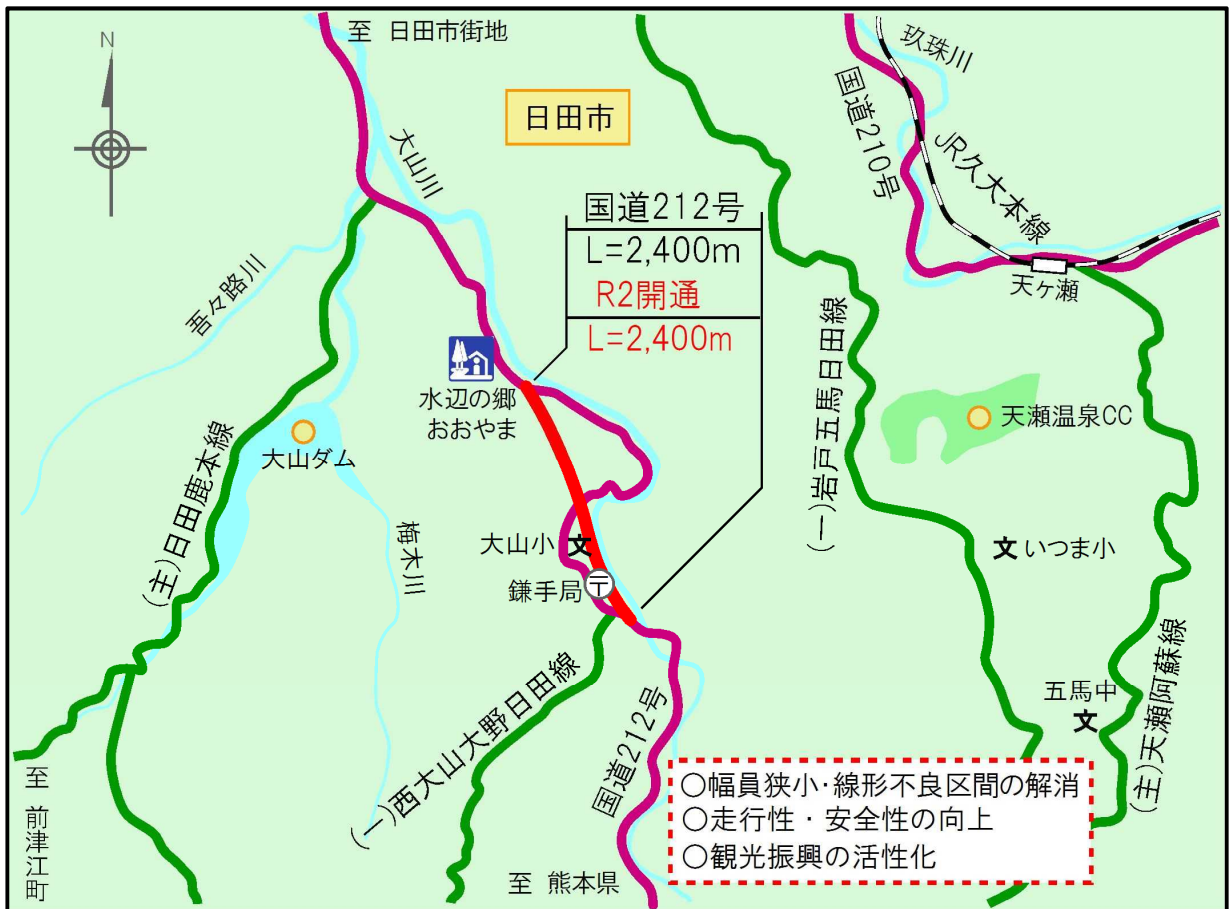 至 日田市街地
N
日田市
玖珠川
国道210号
JR久大本線
大山川
国道212号
L=2,400m
R2開通
L=2,400m
天ヶ瀬
吾々路川
水辺の郷
おおやま
(一)岩戸五馬日田線
天瀬温泉CC
大山ダム
(主)日田鹿本線
梅木川
大山小 文
鎌手局 〒
文 いつま小
五馬中
文
(主)天瀬阿蘇線
(一)西大山大野日田線
国道212号
○幅員狭小・線形不良区間の解消
○走行性・安全性の向上
○観光振興の活性化
至 前津江町
至 熊本県